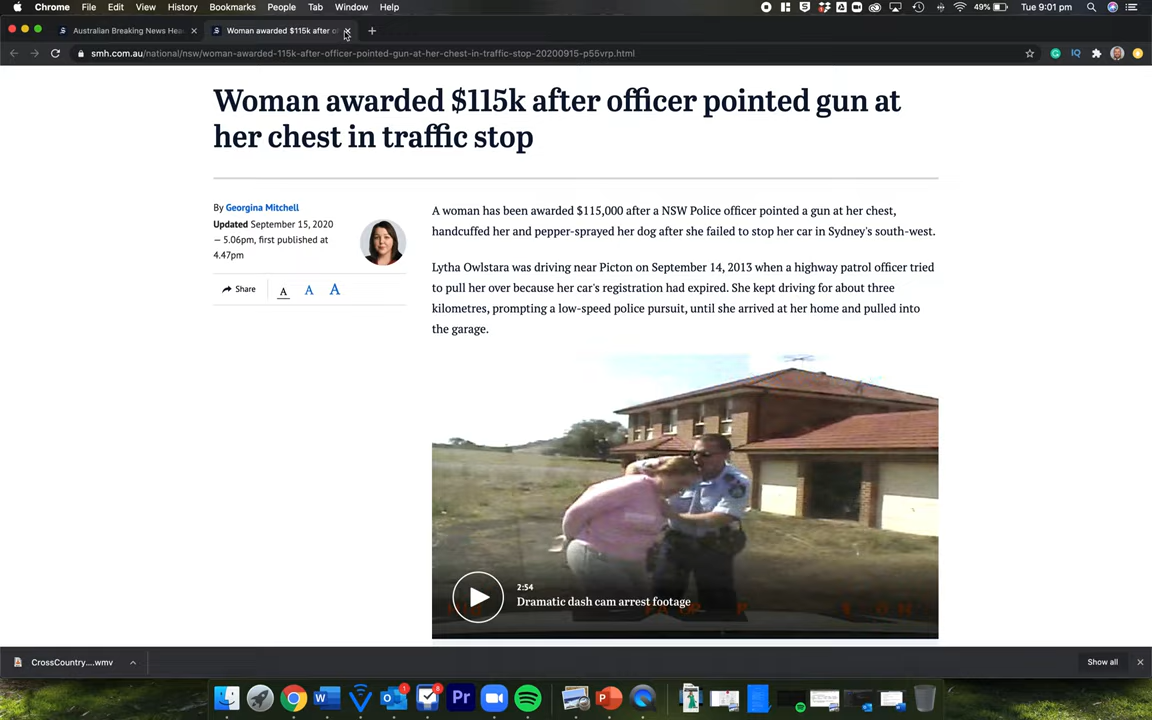 Chrome File Edit View History Bookmarks People Tab Window Help
49% Tue 9:01 pm
Australian Breaking News Hea
Woman awarded $115k after o
smh.com.au/national/nsw/woman-awarded-115k-after-officer-pointed-gun-at-her-chest-in-traffic-stop-20200915-p55vrp.html
Woman awarded $115k after officer pointed gun at
her chest in traffic stop
By Georgina Mitchell
Updated September 15, 2020
— 5.06pm, first published at
4.47pm
Share A A A
A woman has been awarded $115,000 after a NSW Police officer pointed a gun at her chest,
handcuffed her and pepper-sprayed her dog after she failed to stop her car in Sydney's south-west.
Lytha Owlstara was driving near Picton on September 14, 2013 when a highway patrol officer tried
to pull her over because her car's registration had expired. She kept driving for about three
kilometres, prompting a low-speed police pursuit, until she arrived at her home and pulled into
the garage.
2:54
Dramatic dash cam arrest footage
CrossCountry....wmv
Show all
W
1
8
Pr
P